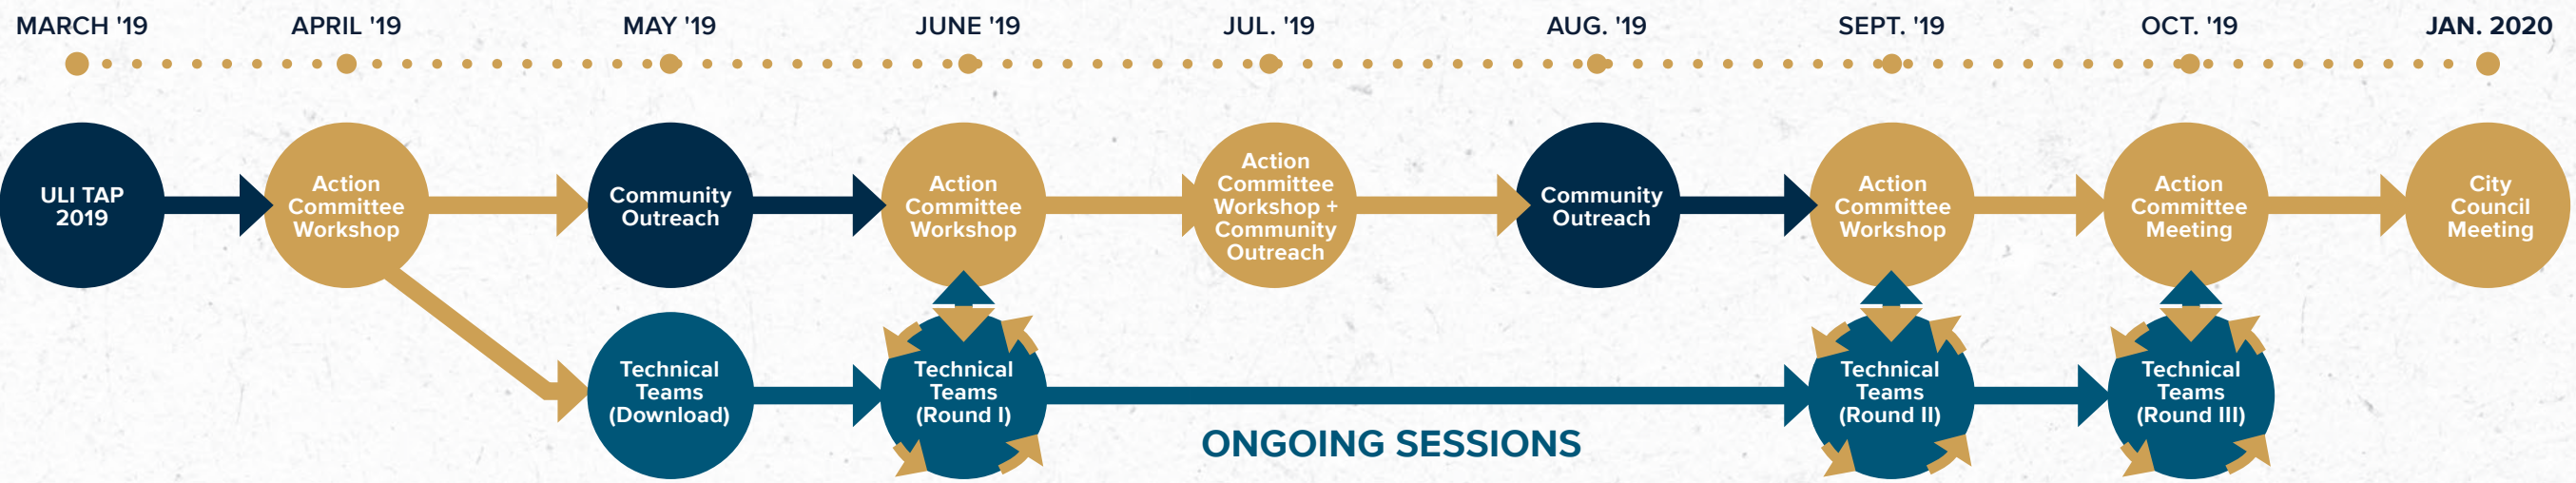 MARCH '19
APRIL '19
MAY '19
JUNE '19
JUL. '19
AUG. '19
SEPT. '19
OCT. '19
JAN. 2020
ULI TAP
2019
Action
Committee
Workshop
Community
Outreach
Action
Committee
Workshop
Action
Committee
Workshop +
Community
Outreach
Community
Outreach
Action
Committee
Workshop
Action
Committee
Meeting
City
Council
Meeting
Technical
Teams
(Download)
Technical
Teams
(Round I)
ONGOING SESSIONS
Technical
Teams
(Round II)
Technical
Teams
(Round III)